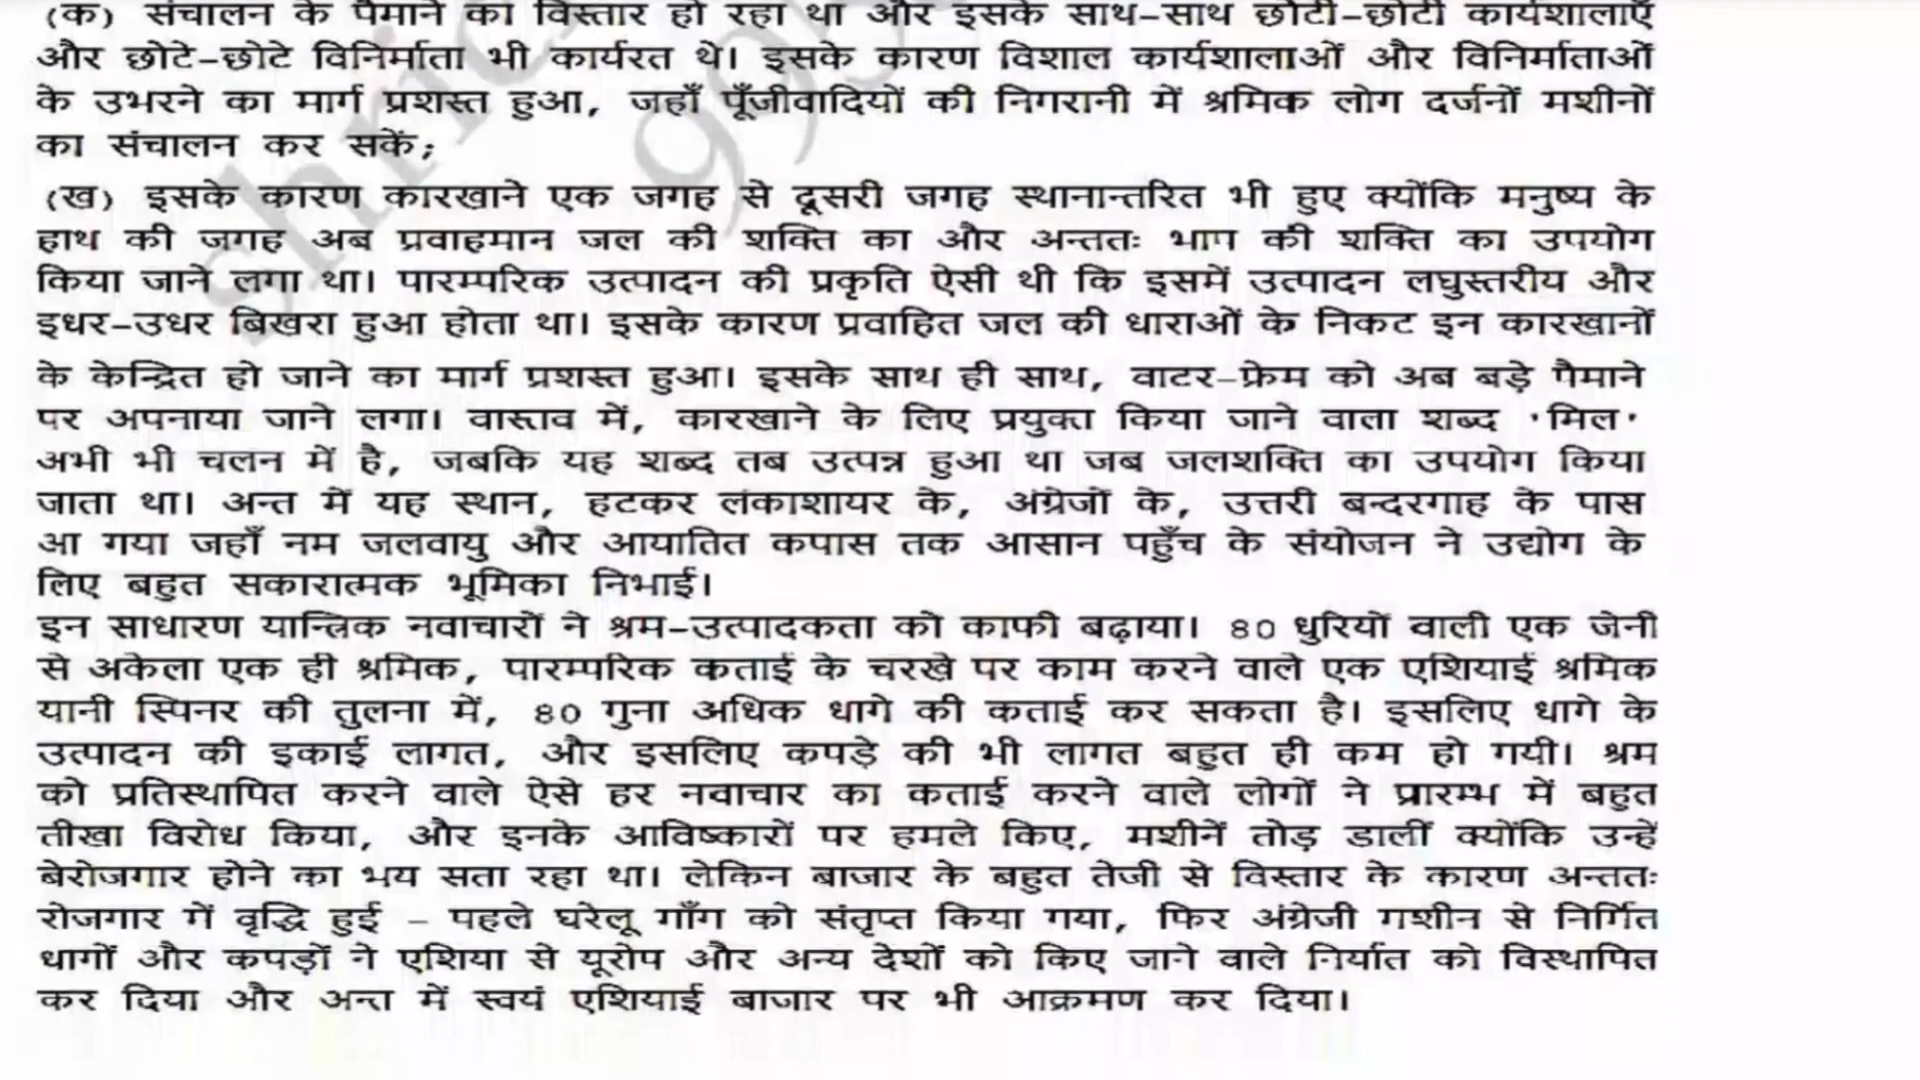 (क) संचालन के पैमाने का विस्तार हो रहा था और इसके साथ-साथ छोटी-छोटी कार्यशालाएँ
और छोटे-छोटे विनिर्माता भी कार्यरत थे। इसके कारण विशाल कार्यशालाओं और विनिर्माताओं
के उभरने का मार्ग प्रशस्त हुआ, जहाँ पूँजीवादियों की निगरानी में श्रमिक लोग दर्जनों मशीनों
का संचालन कर सकें;
(ख) इसके कारण कारखाने एक जगह से दूसरी जगह स्थानान्तरित भी हुए क्योंकि मनुष्य के
हाथ की जगह अब प्रवाहमान जल की शक्ति का और अन्ततः भाप की शक्ति का उपयोग
किया जाने लगा था। पारम्परिक उत्पादन की प्रकृति ऐसी थी कि इसमें उत्पादन लघुस्तरीय और
इधर-उधर बिखरा हुआ होता था। इसके कारण प्रवाहित जल की धाराओं के निकट इन कारखानों
के केन्द्रित हो जाने का मार्ग प्रशस्त हुआ। इसके साथ ही साथ, वाटर-फ्रेम को अब बड़े पैमाने
पर अपनाया जाने लगा। वास्तव में, कारखाने के लिए प्रयुक्त किया जाने वाला शब्द 'मिल'
अभी भी चलन में है, जबकि यह शब्द तब उत्पन्न हुआ था जब जलशक्ति का उपयोग किया
जाता था। अन्त में यह स्थान, हटकर लंकाशायर के, अंग्रेजों के, उत्तरी बन्दरगाह के पास
आ गया जहाँ नम जलवायु और आयातित कपास तक आसान पहुँच के संयोजन ने उद्योग के
लिए बहुत सकारात्मक भूमिका निभाई।
इन साधारण यान्त्रिक नवाचारों ने श्रम-उत्पादकता को काफी बढ़ाया। 80 धुरियों वाली एक जेनी
से अकेला एक ही श्रमिक, पारम्परिक कताई के चरखे पर काम करने वाले एक एशियाई श्रमिक
यानी स्पिनर की तुलना में, 80 गुना अधिक धागे की कताई कर सकता है। इसलिए धागे के
उत्पादन की इकाई लागत, और इसलिए कपड़े की भी लागत बहुत ही कम हो गयी। श्रम
को प्रतिस्थापित करने वाले ऐसे हर नवाचार का कताई करने वाले लोगों ने प्रारम्भ में बहुत
तीखा विरोध किया, और इनके आविष्कारों पर हमले किए, मशीनें तोड़ डालीं क्योंकि उन्हें
बेरोजगार होने का भय सता रहा था। लेकिन बाजार के बहुत तेजी से विस्तार के कारण अन्ततः
रोजगार में वृद्धि हुई – पहले घरेलू माँग को संतृप्त किया गया, फिर अंग्रेजी मशीन से निर्मित
धागों और कपड़ों ने एशिया से यूरोप और अन्य देशों को किए जाने वाले निर्यात को विस्थापित
कर दिया और अन्त में स्वयं एशियाई बाजार पर भी आक्रमण कर दिया।